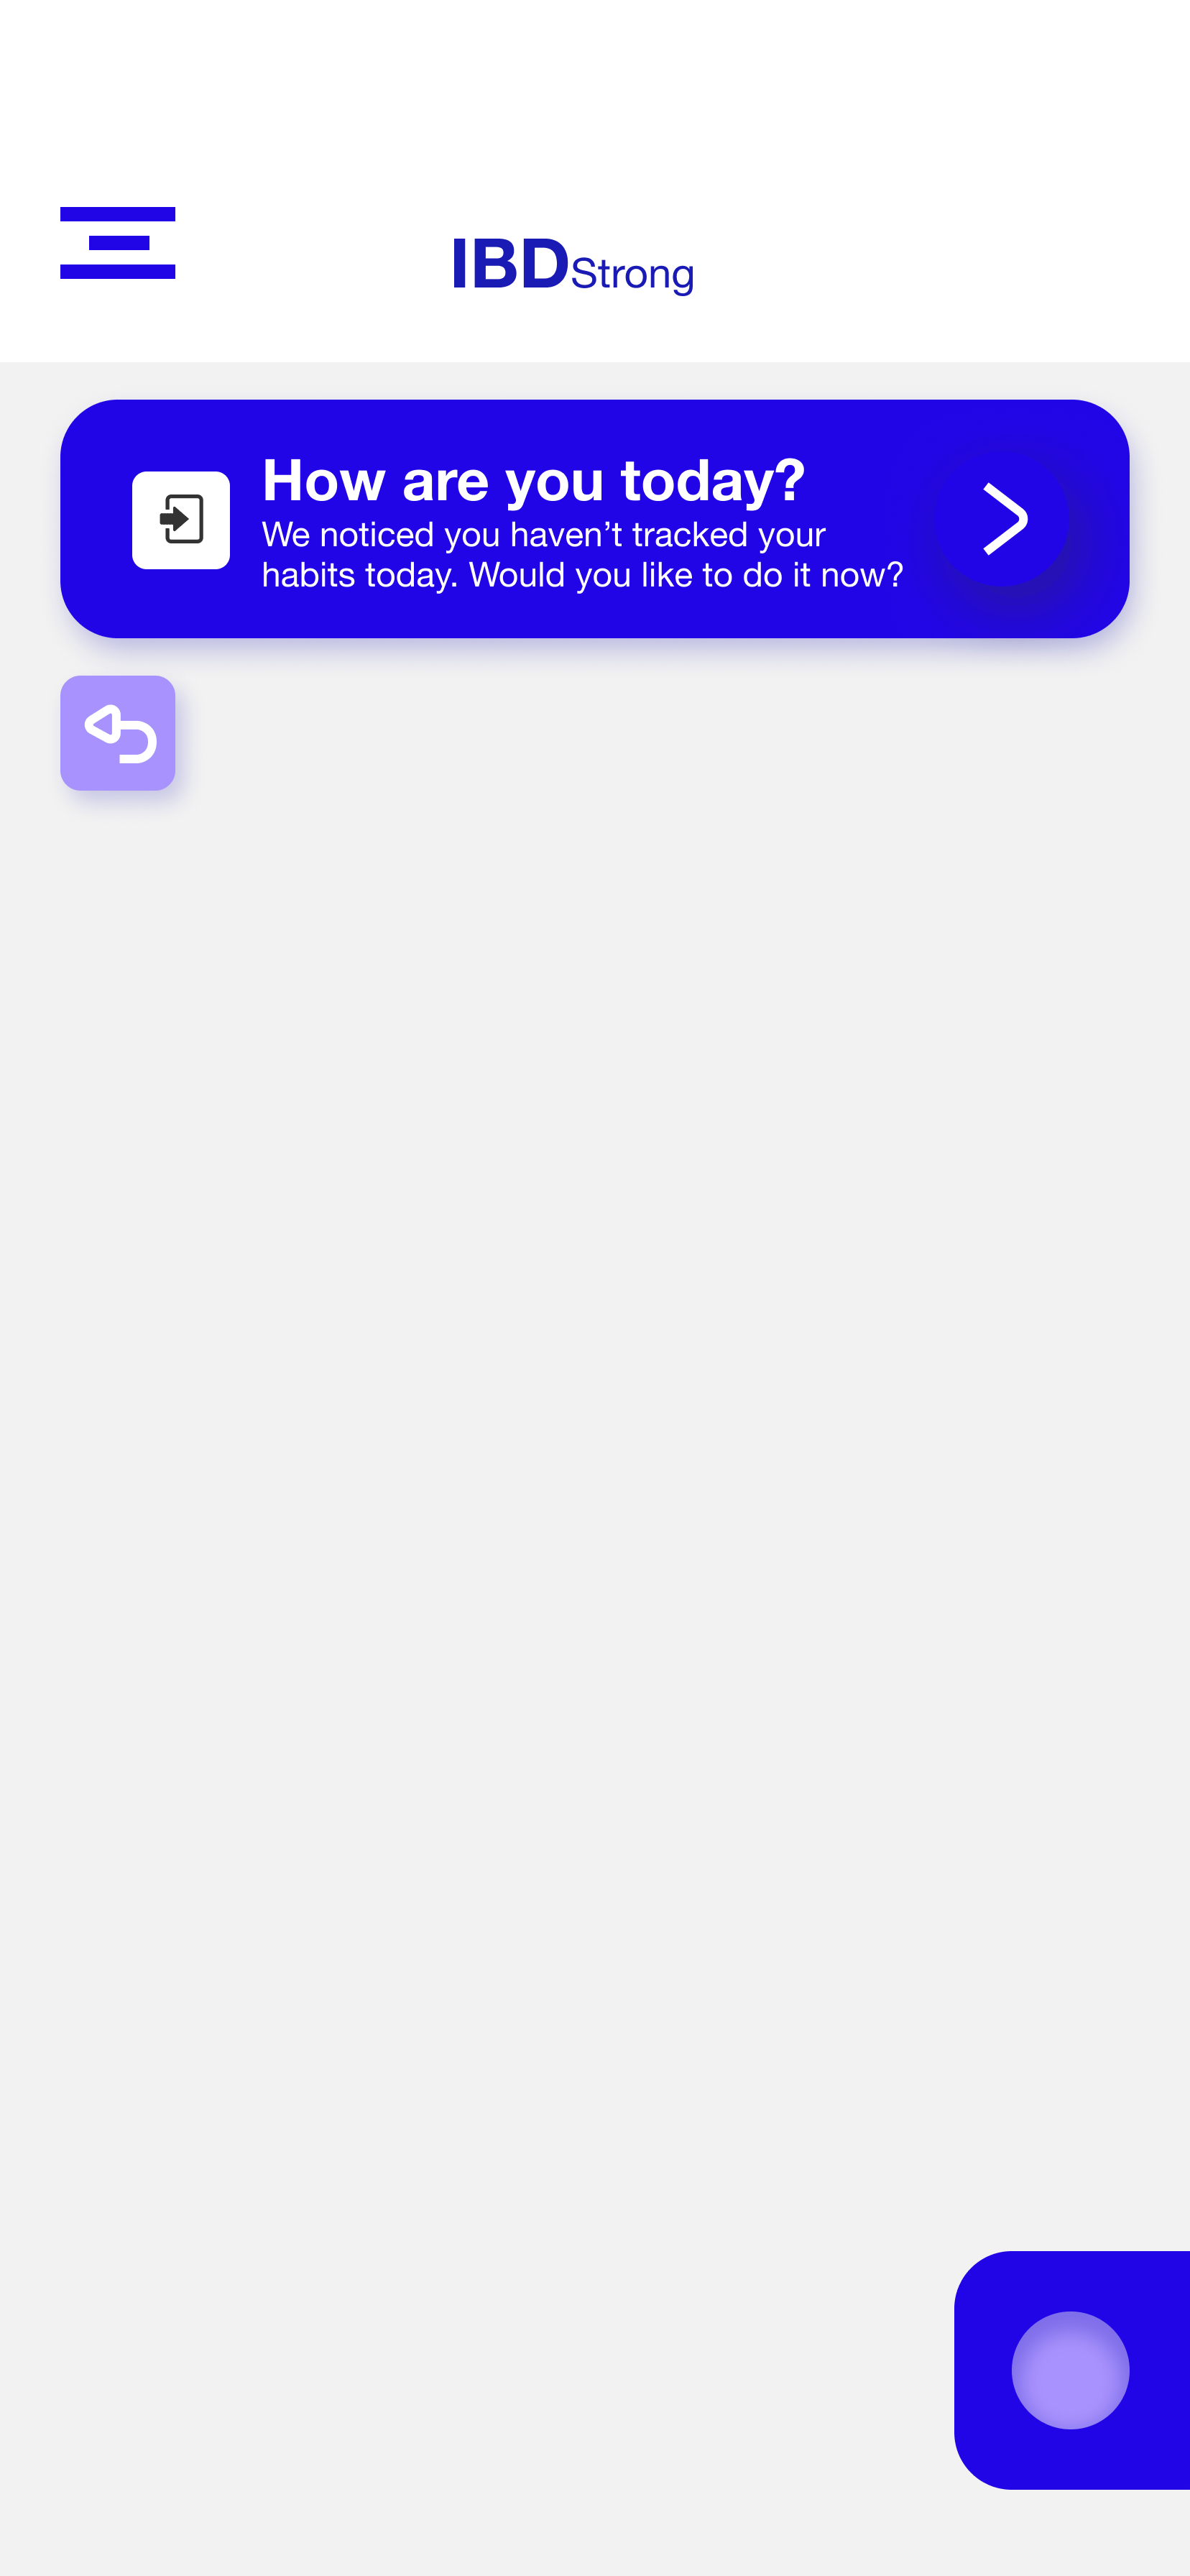 IBDStrong
How are you today?
We noticed you haven’t tracked your
habits today. Would you like to do it now?